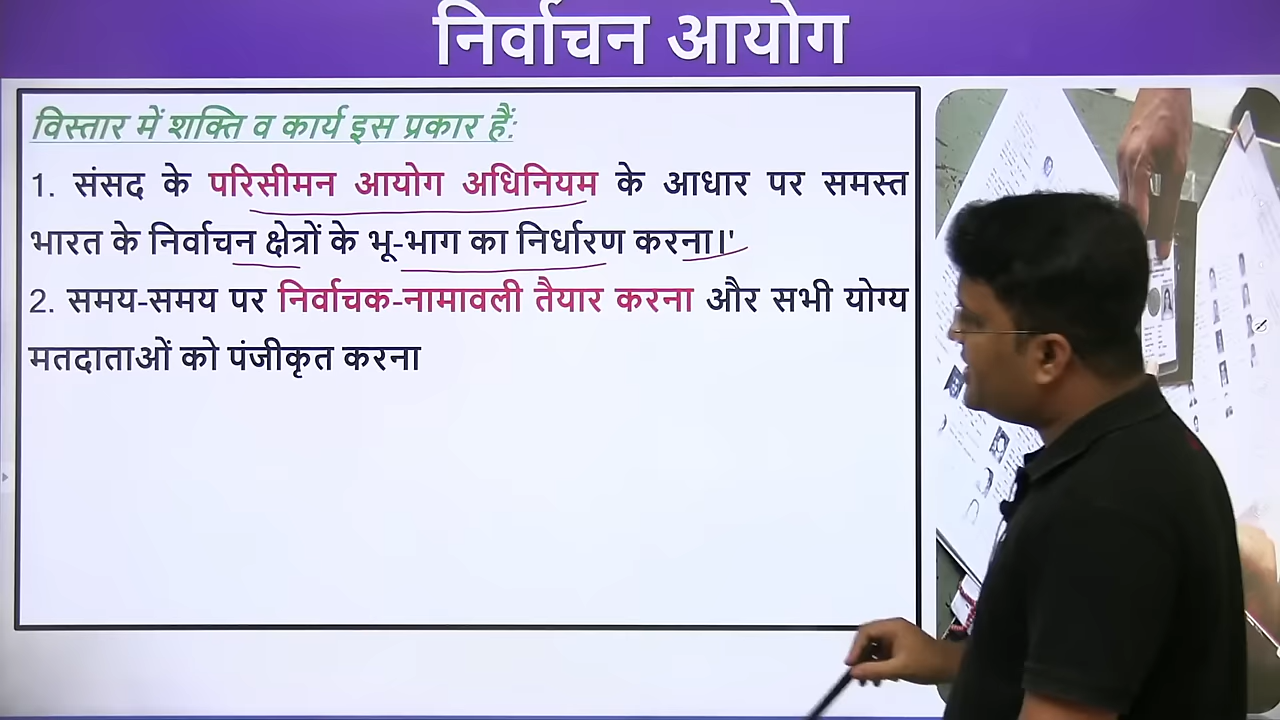 निर्वाचन आयोग
विस्तार में शक्ति व कार्य इस प्रकार हैं:
1. संसद के परिसीमन आयोग अधिनियम के आधार पर समस्त
भारत के निर्वाचन क्षेत्रों के भू-भाग का निर्धारण करना।'
2. समय-समय पर निर्वाचक-नामावली तैयार करना और सभी योग्य
मतदाताओं को पंजीकृत करना